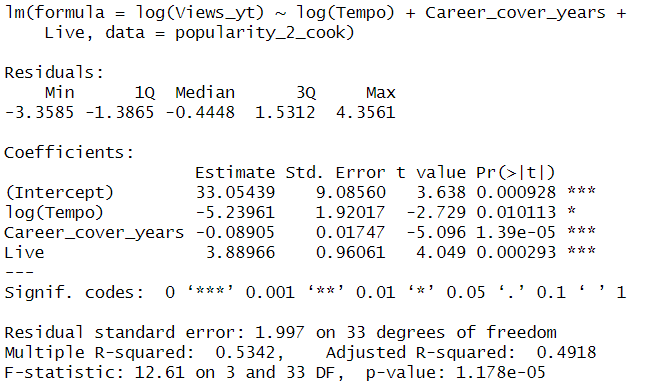 lm(formula = log(Views_yt) ~ log(Tempo) + Career_cover_years +
    Live, data = popularity_2_cook)

Residuals:
    Min      1Q  Median      3Q     Max
-3.3585 -1.3865 -0.4448  1.5312  4.3561

Coefficients:
                   Estimate Std. Error t value Pr(>|t|)
(Intercept)        33.05439    9.08560   3.638 0.000928 ***
log(Tempo)         -5.23961    1.92017  -2.729 0.010113 *
Career_cover_years -0.08905    0.01747  -5.096 1.39e-05 ***
Live                3.88966    0.96061   4.049 0.000293 ***
---
Signif. codes:  0 ‘***’ 0.001 ‘**’ 0.01 ‘*’ 0.05 ‘.’ 0.1 ‘ ’ 1

Residual standard error: 1.997 on 33 degrees of freedom
Multiple R-squared:  0.5342,    Adjusted R-squared:  0.4918
F-statistic: 12.61 on 3 and 33 DF,  p-value: 1.178e-05